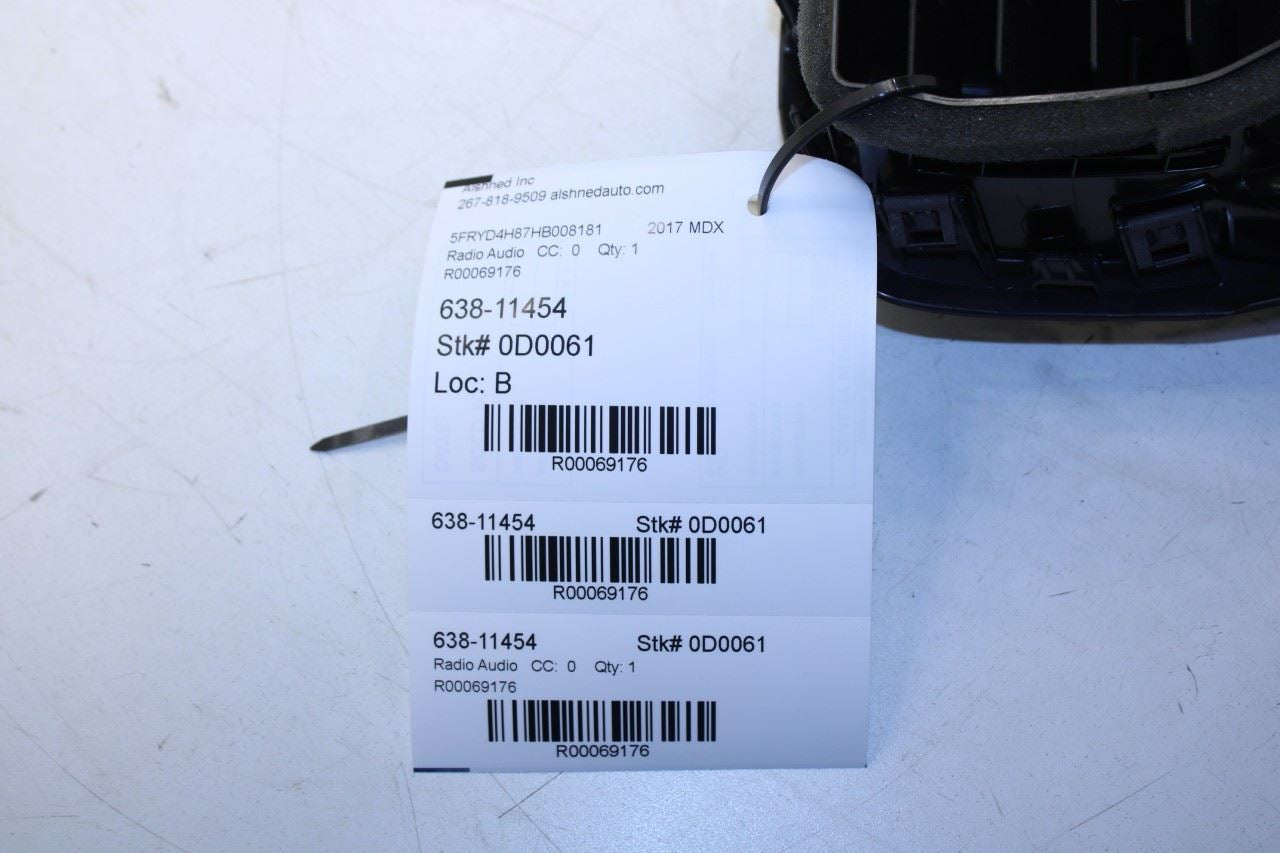 Alshned Inc
267-818-9509 alshnedauto.com
5FRYD4H87HB008181 2017 MDX
Radio Audio CC: 0 Qty: 1
R00069176
638-11454
Stk# 0D0061
Loc: B
R00069176
638-11454 Stk# 0D0061
R00069176
638-11454 Stk# 0D0061
Radio Audio CC: 0 Qty: 1
R00069176
R00069176